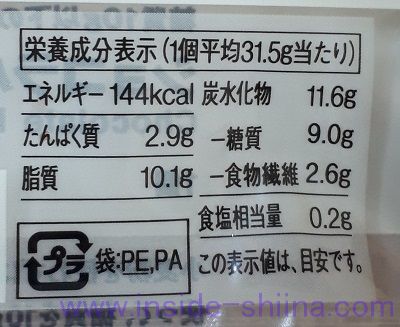 栄養成分表示(1個平均31.5g当たり)
エネルギー 144kcal
たんぱく質 2.9g
脂質 10.1g
炭水化物 11.6g
−糖質 9.0g
−食物繊維 2.6g
食塩相当量 0.2g
この表示値は、目安です。
プラ 袋:PE,PA
www.inside-shiina.com